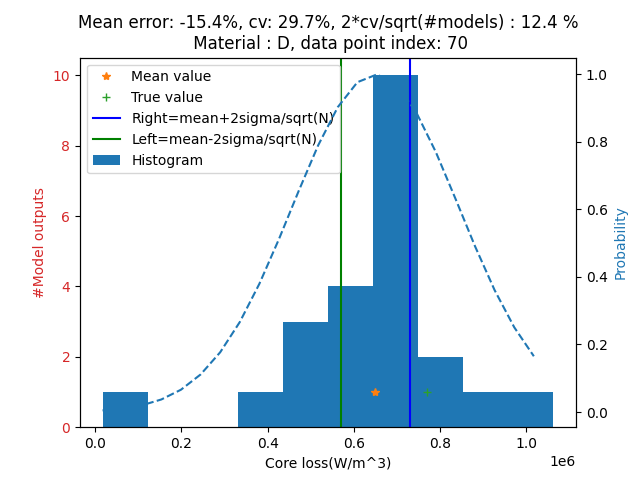 Mean error: -15.4%, cv: 29.7%, 2*cv/sqrt(#models) : 12.4 %
Material : D, data point index: 70
Mean value
True value
Right=mean+2sigma/sqrt(N)
Left=mean-2sigma/sqrt(N)
Histogram
#Model outputs
10
8
6
4
2
0
1.0
0.8
0.6
0.4
0.2
0.0
Probability
0.0 0.2 0.4 0.6 0.8 1.0
1e6
Core loss(W/m^3)